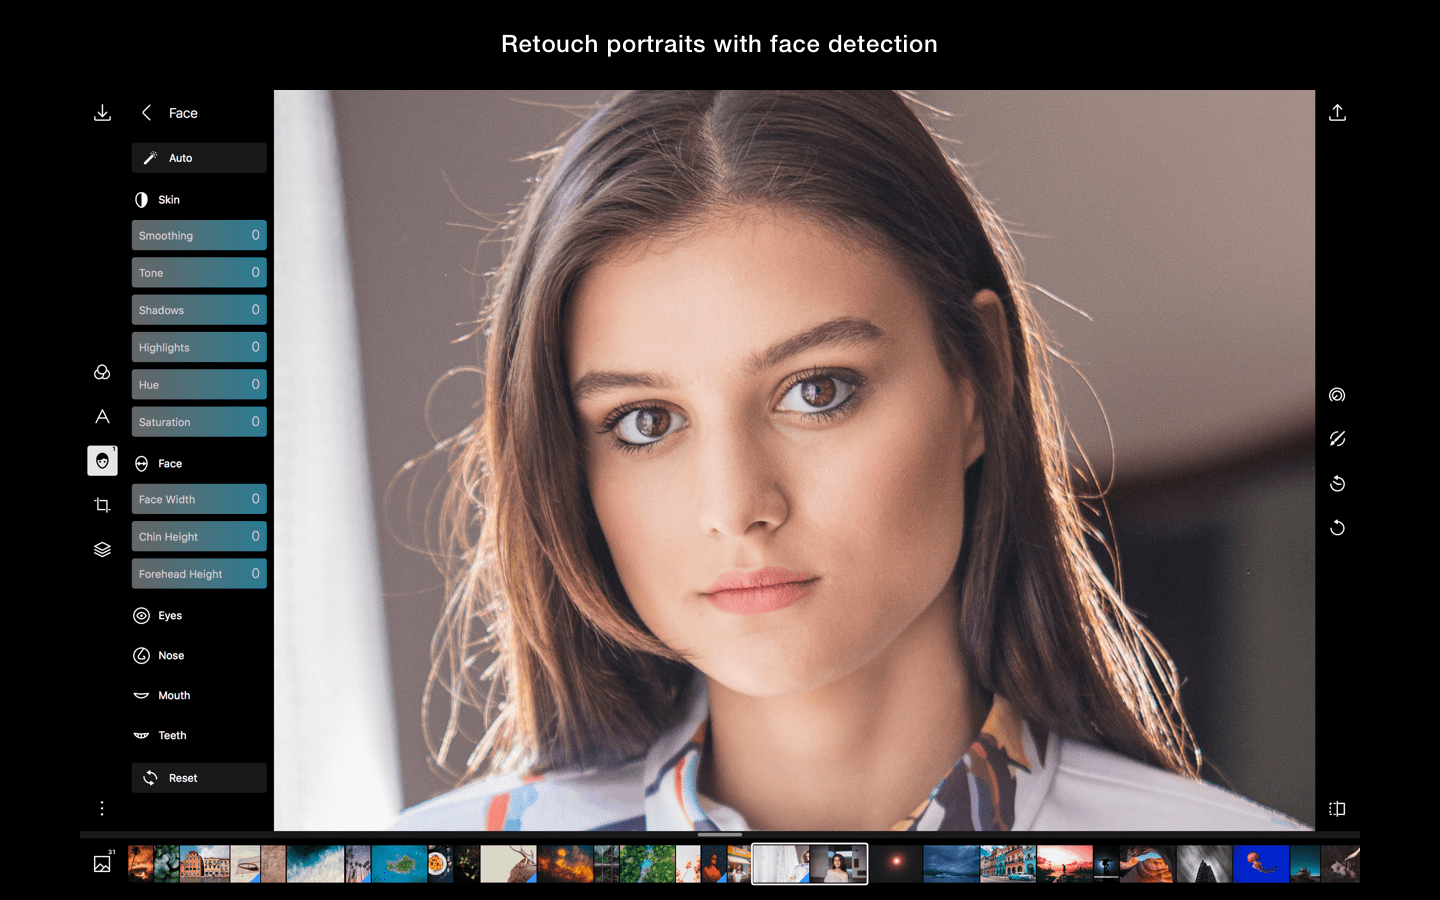 Retouch portraits with face detection
Face
Auto
Skin
Smoothing 0
Tone 0
Shadows 0
Highlights 0
Hue 0
Saturation 0
1
Face
Face Width 0
Chin Height 0
Forehead Height 0
Eyes
Nose
Mouth
Teeth
Reset
31